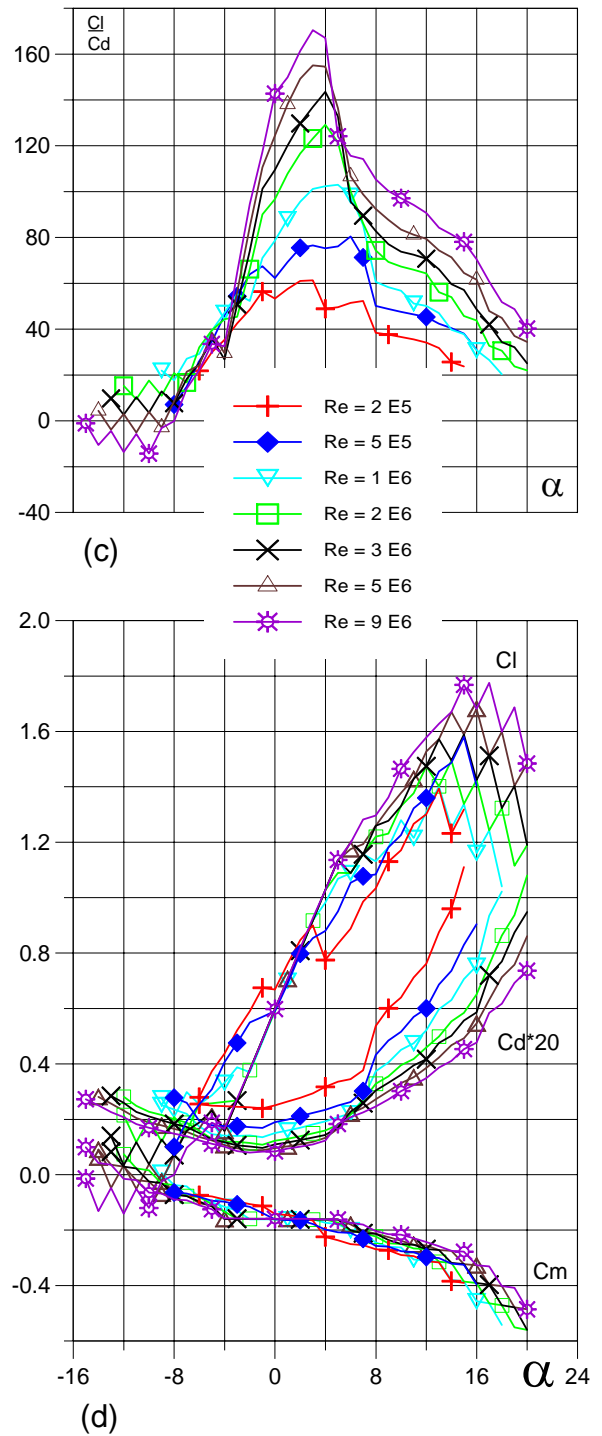 Cl
Cd
160
120
80
40
0
-40
α
(c)
Re = 2 E5
Re = 5 E5
Re = 1 E6
Re = 2 E6
Re = 3 E6
Re = 5 E6
Re = 9 E6
2.0
Cl
1.6
1.2
0.8
Cd*20
0.4
0.0
Cm
-0.4
-16 -8 0 8 16 α 24
(d)